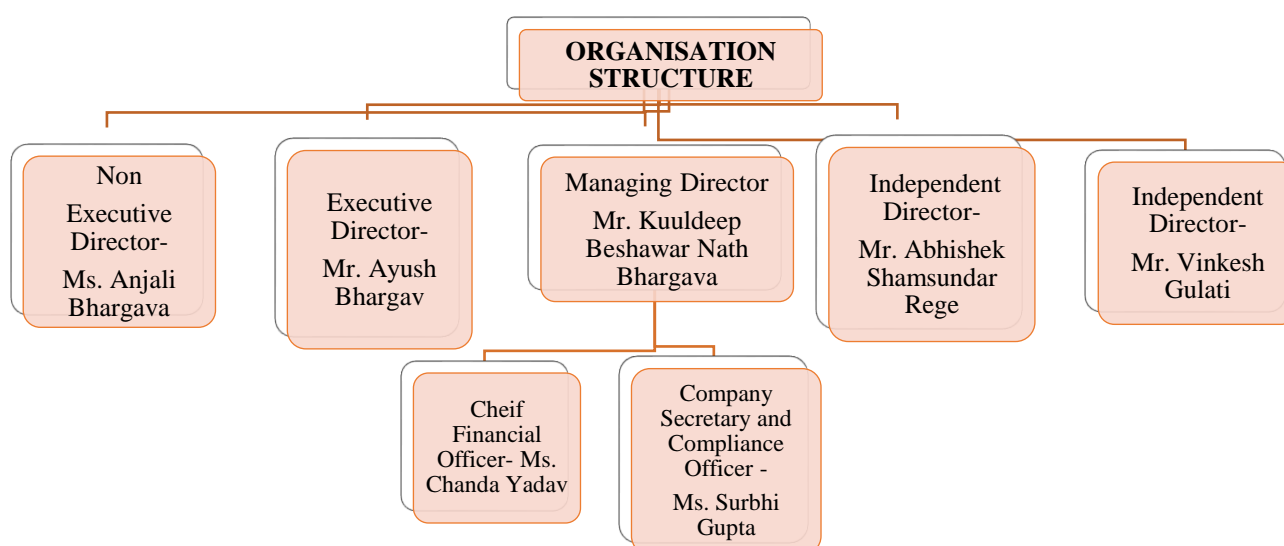 ORGANISATION
STRUCTURE
Non
Executive
Director-
Ms. Anjali
Bhargava
Executive
Director-
Mr. Ayush
Bhargav
Managing Director
Mr. Kuuldeep
Beshawar Nath
Bhargava
Independent
Director-
Mr. Abhishek
Shamsundar
Rege
Independent
Director-
Mr. Vinkesh
Gulati
Cheif
Financial
Officer- Ms.
Chanda Yadav
Company
Secretary and
Compliance
Officer -
Ms. Surbhi
Gupta